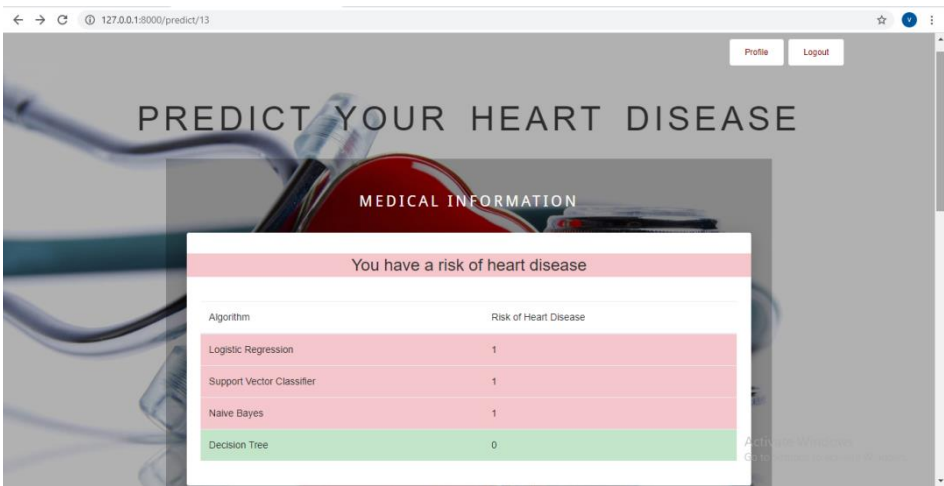 127.0.0.1:8000/predict/13
V
Profile Logout
PREDICT YOUR HEART DISEASE
MEDICAL INFORMATION
You have a risk of heart disease
Algorithm Risk of Heart Disease
Logistic Regression 1
Support Vector Classifier 1
Naive Bayes 1
Decision Tree 0
Activate Windows
Go to